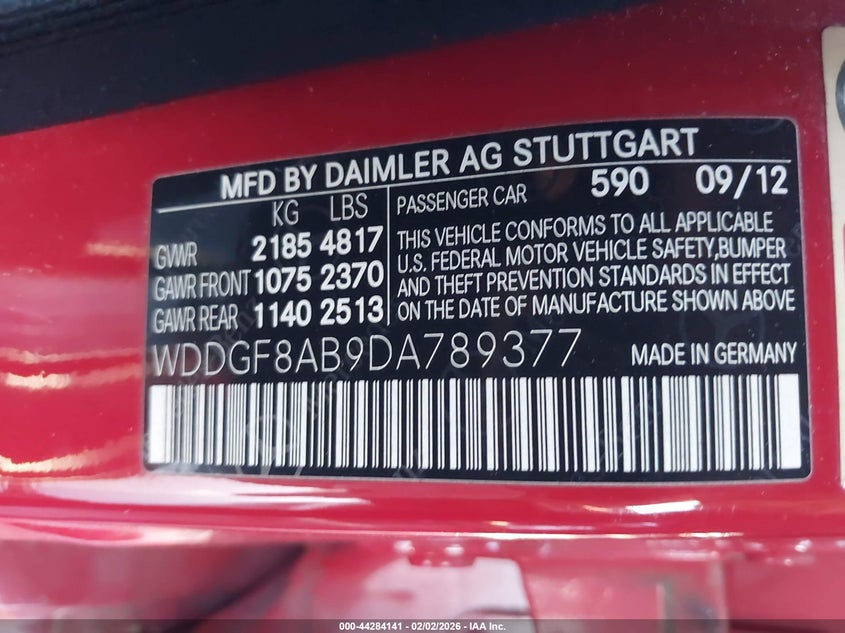 MFD BY DAIMLER AG STUTTGART
KG LBS
GVWR 2185 4817
GAWR FRONT 1075 2370
GAWR REAR 1140 2513
PASSENGER CAR 590 09/12
THIS VEHICLE CONFORMS TO ALL APPLICABLE
U.S. FEDERAL MOTOR VEHICLE SAFETY,BUMPER
AND THEFT PREVENTION STANDARDS IN EFFECT
ON THE DATE OF MANUFACTURE SHOWN ABOVE
WDDGF8AB9DA789377 MADE IN GERMANY
000-44284141 - 02/02/2026 - IAA Inc.